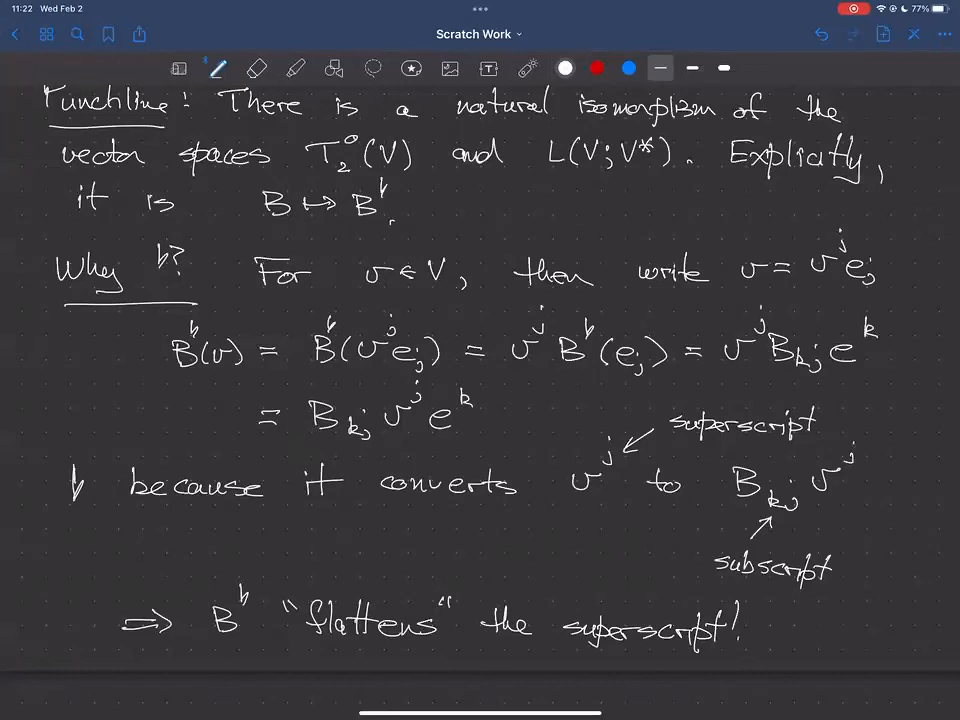 11:22 Wed Feb 2
77%
Scratch Work
Punchline! There is a natural isomorphism of the
vector spaces T⁰₂(V) and L(V; V*). Explicitly,
it is B ↦ B♭.
Why ♭? For v ∈ V, then write v = vʲeⱼ
B♭(v) = B♭(vʲeⱼ) = vʲB♭(eⱼ) = vʲBₖⱼeᵏ
= Bₖⱼvʲeᵏ
superscript
♭ because it converts vʲ to Bₖⱼvʲ
subscript
⇒ B♭ "flattens" the superscript!